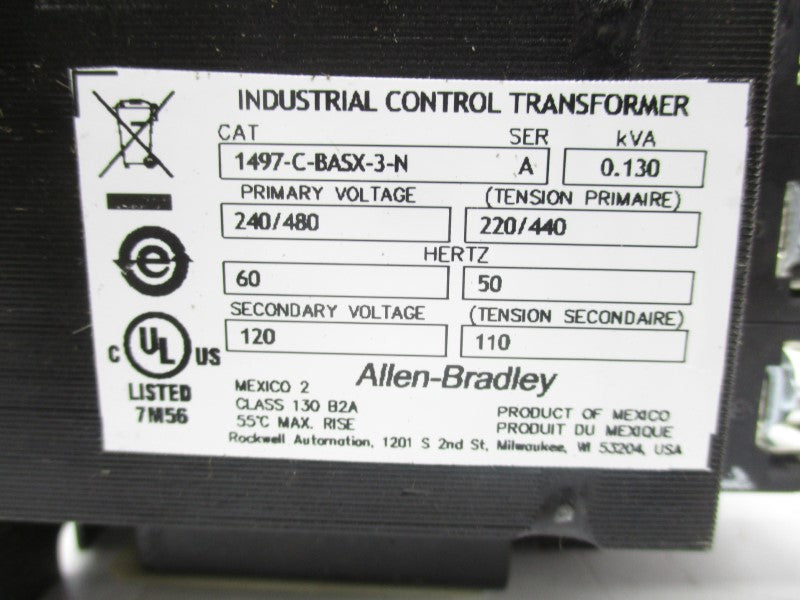 INDUSTRIAL CONTROL TRANSFORMER
CAT SER kVA
1497-C-BASX-3-N A 0.130
PRIMARY VOLTAGE (TENSION PRIMAIRE)
240/480 220/440
HERTZ
60 50
SECONDARY VOLTAGE (TENSION SECONDAIRE)
120 110
e
C UL US
LISTED
7M56
Allen-Bradley
MEXICO 2
CLASS 130 B2A
55°C MAX. RISE
PRODUCT OF MEXICO
PRODUIT DU MEXIQUE
Rockwell Automation, 1201 S 2nd St, Milwaukee, WI 53204, USA